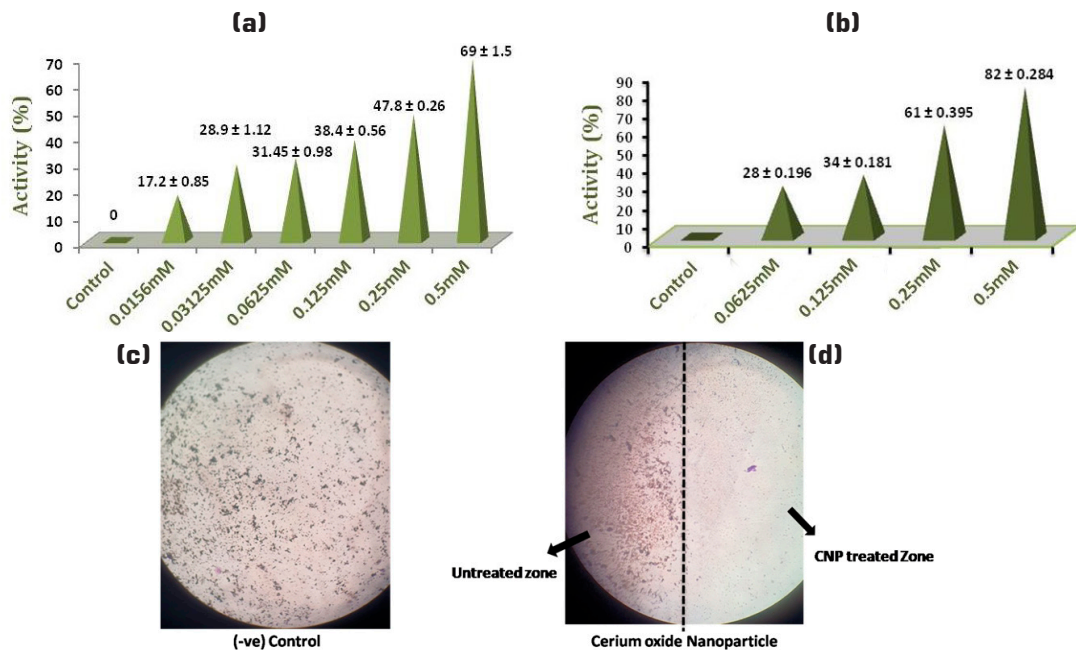 (a)
Activity (%)
70
60
50
40
30
20
10
0
0
17.2 ± 0.85
28.9 ± 1.12
31.45 ± 0.98
38.4 ± 0.56
47.8 ± 0.26
69 ± 1.5
Control
0.0156mM
0.03125mM
0.0625mM
0.125mM
0.25mM
0.5mM
(b)
Activity (%)
90
80
70
60
50
40
30
20
10
0
28 ± 0.196
34 ± 0.181
61 ± 0.395
82 ± 0.284
Control
0.0625mM
0.125mM
0.25mM
0.5mM
(c)
(-ve) Control
(d)
Untreated zone
CNP treated Zone
Cerium oxide Nanoparticle